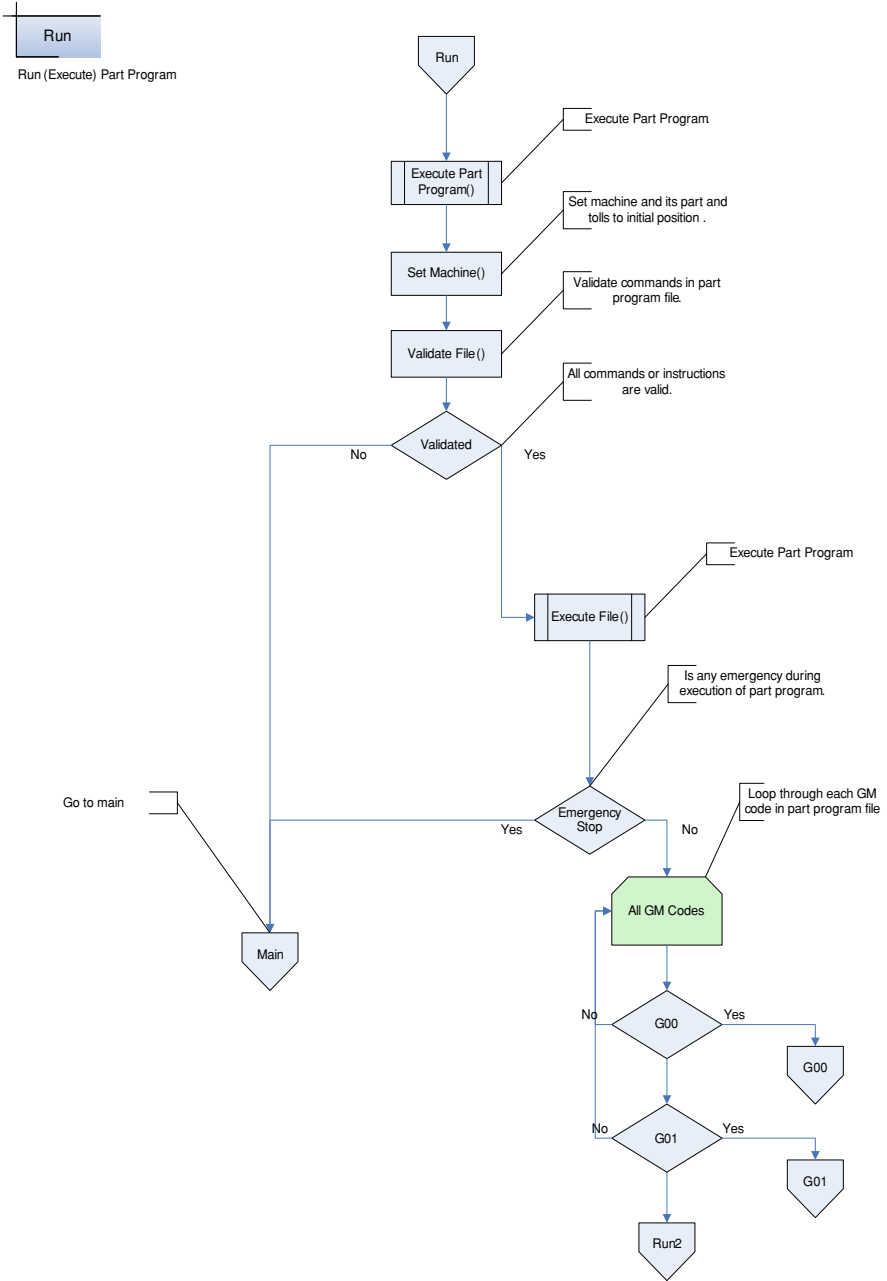 Run
Run (Execute) Part Program
Run
Execute Part Program
Execute Part
Program()
Set machine and its part and
tolls to initial position .
Set Machine()
Validate commands in part
program file.
Validate File()
All commands or instructions
are valid.
Validated
No
Yes
Execute Part Program
Execute File()
Is any emergency during
execution of part program.
Go to main
Loop through each GM
code in part program file
Emergency
Stop
Yes
No
All GM Codes
Main
No
G00
Yes
G00
No
G01
Yes
G01
Run2